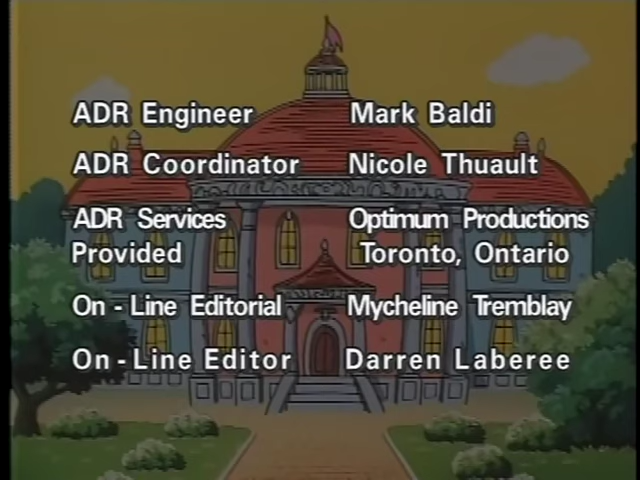 ADR Engineer Mark Baldi
ADR Coordinator Nicole Thuault
ADR Services Optimum Productions
Provided Toronto, Ontario
On - Line Editorial Mycheline Tremblay
On - Line Editor Darren Laberee